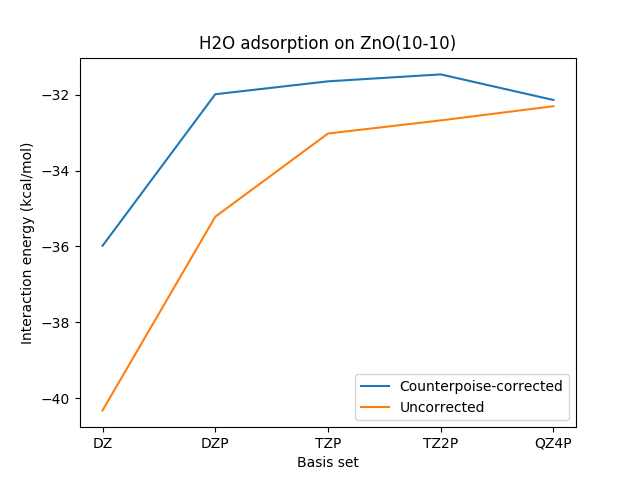 H2O adsorption on ZnO(10-10)
Interaction energy (kcal/mol)
−32
−34
−36
−38
−40
Counterpoise-corrected
Uncorrected
DZ DZP TZP TZ2P QZ4P
Basis set